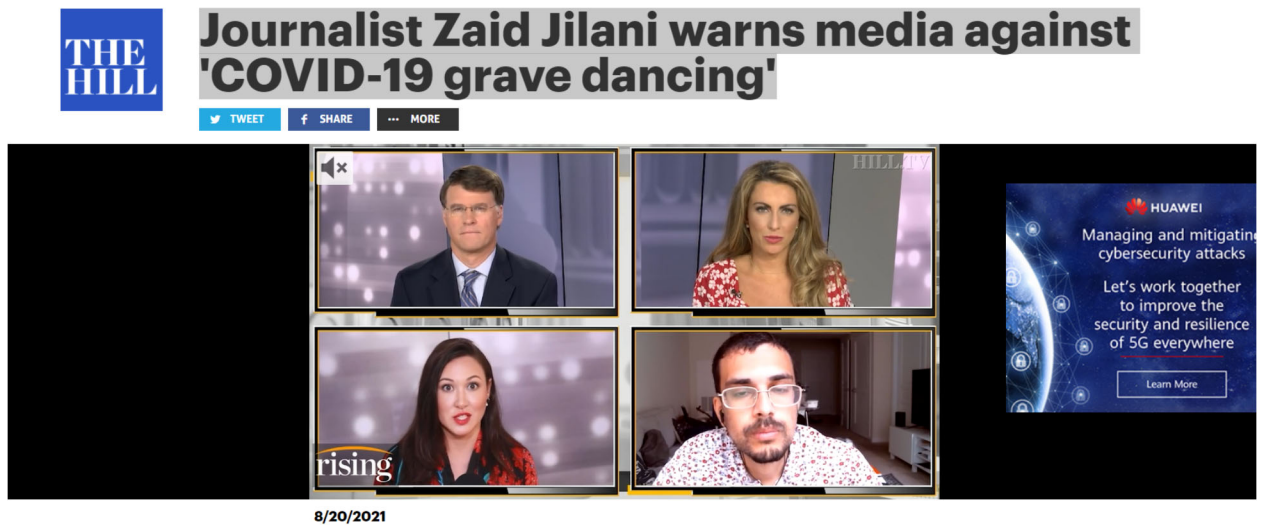 THE
HILL
Journalist Zaid Jilani warns media against
'COVID-19 grave dancing'
TWEET
SHARE
MORE
HILL.TV
rising
HUAWEI
Managing and mitigating
cybersecurity attacks
Let's work together
to improve the
security and resilience
of 5G everywhere
Learn More
8/20/2021